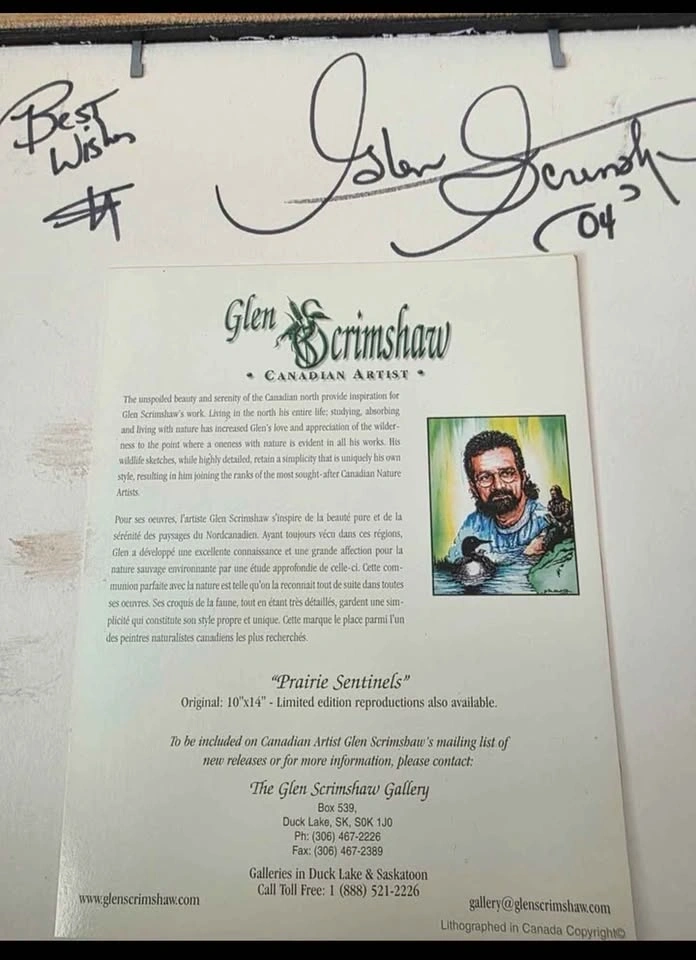 Best
Wishes
Glen Scrimshaw
'04
Glen Scrimshaw
• CANADIAN ARTIST •
The unspoiled beauty and serenity of the Canadian north provide inspiration for
Glen Scrimshaw's work. Living in the north his entire life; studying, absorbing
and living with nature has increased Glen's love and appreciation of the wilder-
ness to the point where a oneness with nature is evident in all his works. His
wildlife sketches, while highly detailed, retain a simplicity that is uniquely his own
style, resulting in him joining the ranks of the most sought-after Canadian Nature
Artists.
Pour ses oeuvres, l'artiste Glen Scrimshaw s'inspire de la beauté pure et de la
sérénité des paysages du Nordcanadien. Ayant toujours vécu dans ces régions,
Glen a développé une excellente connaissance et une grande affection pour la
nature sauvage environnante par une étude approfondie de celle-ci. Cette com-
munion parfaite avec la nature est telle qu'on la reconnait tout de suite dans toutes
ses oeuvres. Ses croquis de la faune, tout en étant très détaillés, gardent une sim-
plicité qui constitute son style propre et unique. Cette marque le place parmi l'un
des peintres naturalistes canadiens les plus recherchés.
"Prairie Sentinels"
Original: 10"x14" - Limited edition reproductions also available.
To be included on Canadian Artist Glen Scrimshaw's mailing list of
new releases or for more information, please contact:
The Glen Scrimshaw Gallery
Box 539,
Duck Lake, SK, S0K 1J0
Ph: (306) 467-2226
Fax: (306) 467-2389
Galleries in Duck Lake & Saskatoon
Call Toll Free: 1 (888) 521-2226
www.glenscrimshaw.com
gallery@glenscrimshaw.com
Lithographed in Canada Copyright©